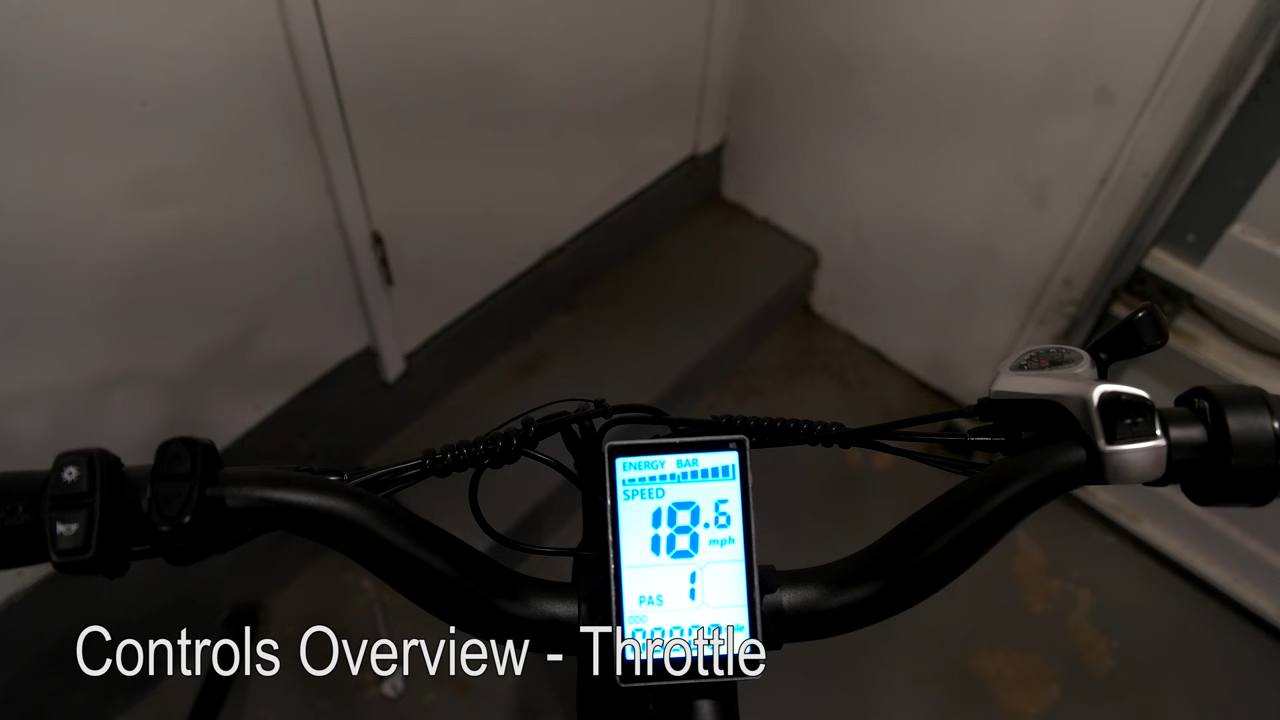 ENERGY BAR
SPEED
18.6
mph
1
PAS
Controls Overview - Throttle